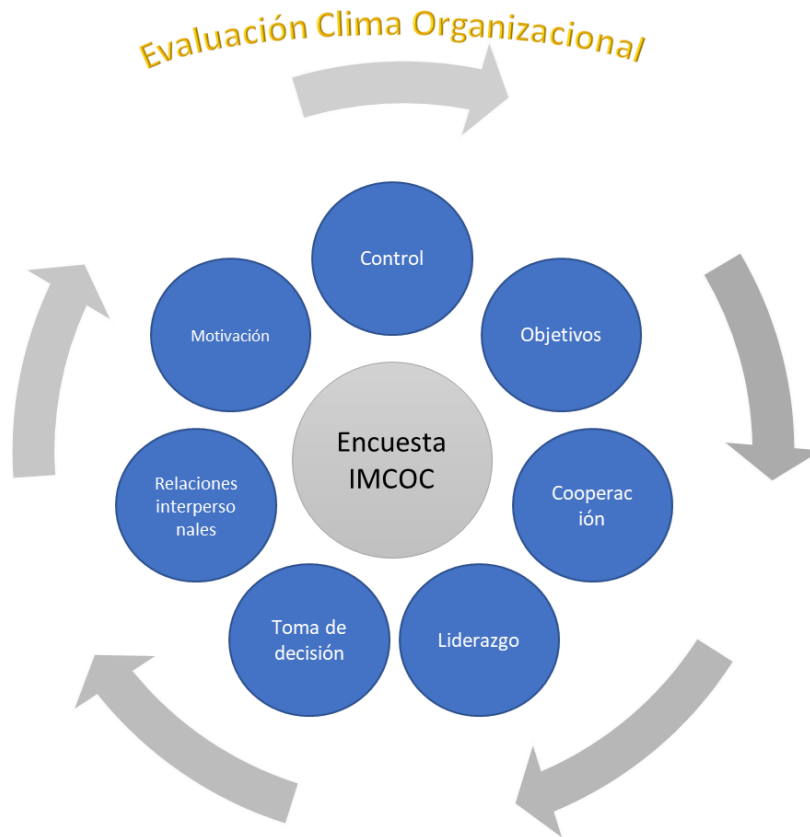 Evaluación Clima Organizacional
Control
Motivación
Objetivos
Encuesta
IMCOC
Relaciones
interperso
nales
Cooperac
ión
Toma de
decisión
Liderazgo